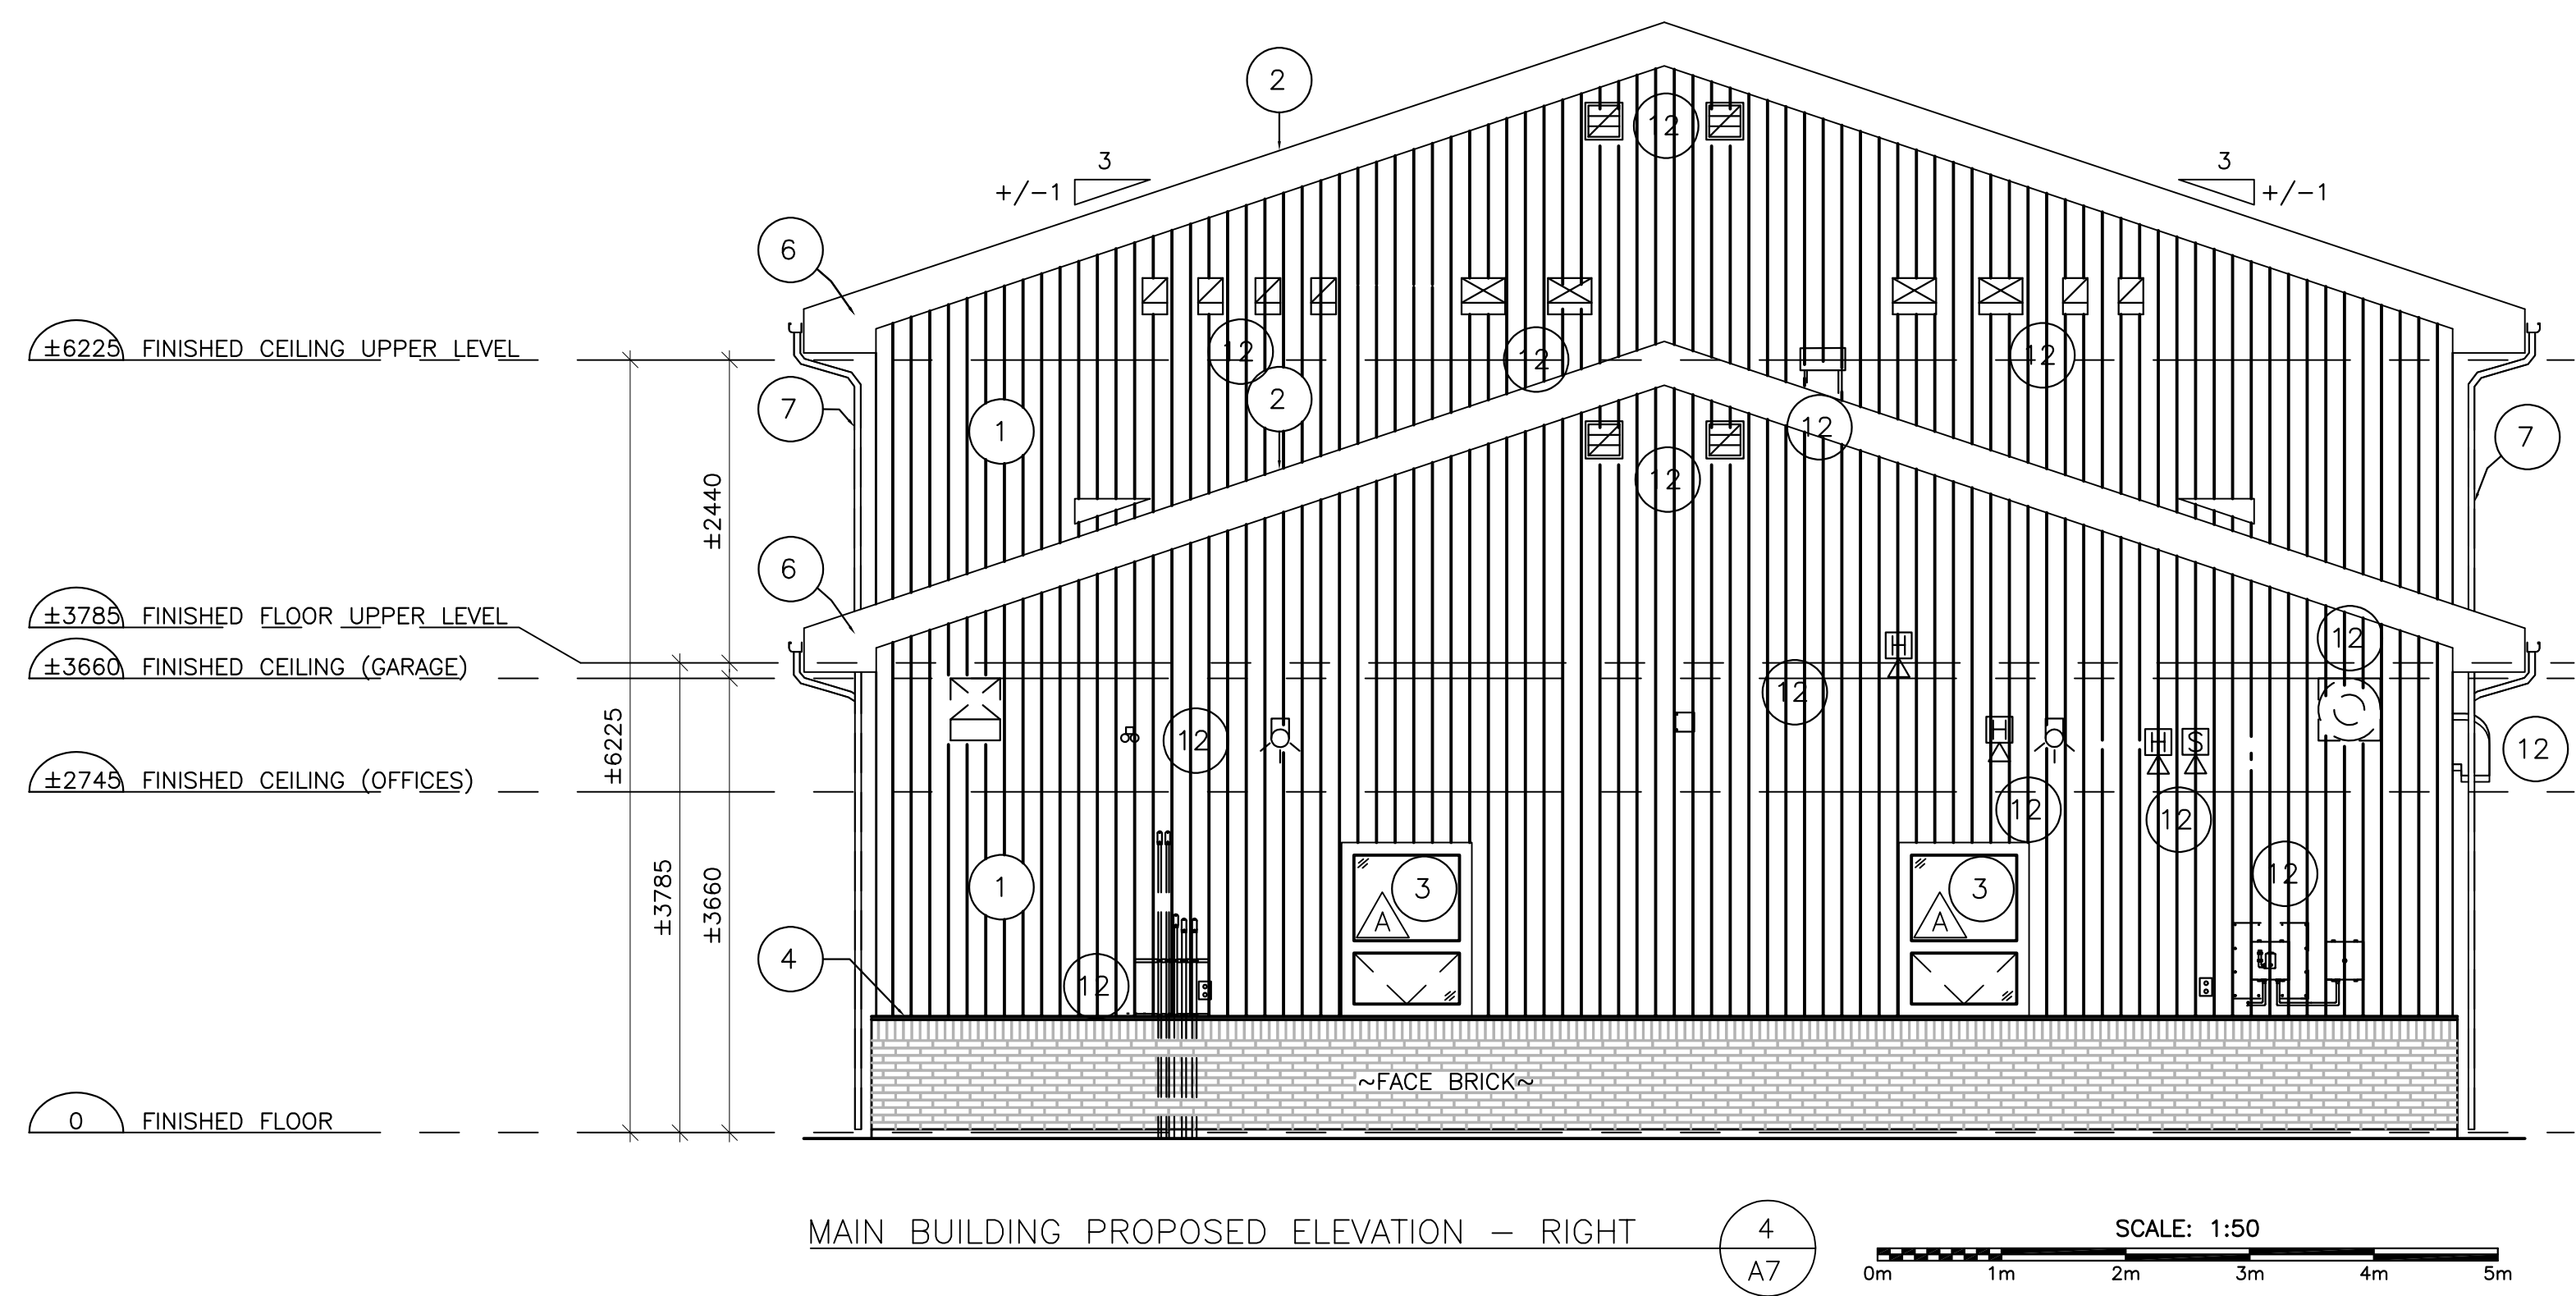 2
12
3
3
+/-1
+/-1
6
±6225 FINISHED CEILING UPPER LEVEL
12
12
12
2
7
1
12
7
12
±2440
6
±3785 FINISHED FLOOR UPPER LEVEL
±3660 FINISHED CEILING (GARAGE)
H
12
12
12
H
H
S
12
±6225
±2745 FINISHED CEILING (OFFICES)
12
12
±3785
±3660
1
3
3
12
A
A
4
12
~FACE BRICK~
0 FINISHED FLOOR
MAIN BUILDING PROPOSED ELEVATION – RIGHT
4
A7
SCALE: 1:50
0m 1m 2m 3m 4m 5m